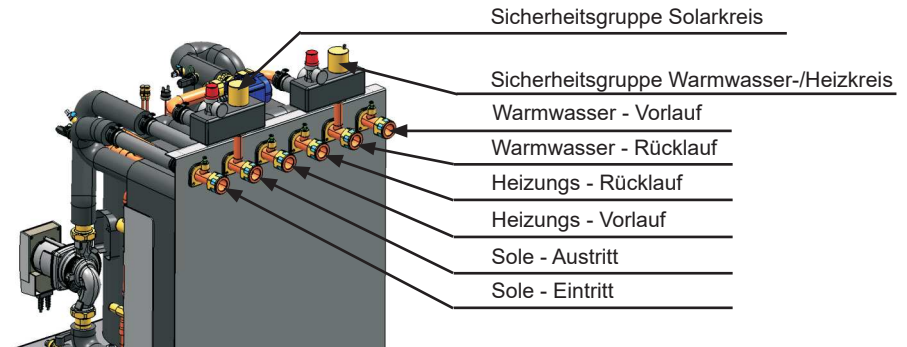 Sicherheitsgruppe Solarkreis
Sicherheitsgruppe Warmwasser-/Heizkreis
Warmwasser - Vorlauf
Warmwasser - Rücklauf
Heizungs - Rücklauf
Heizungs - Vorlauf
Sole - Austritt
Sole - Eintritt